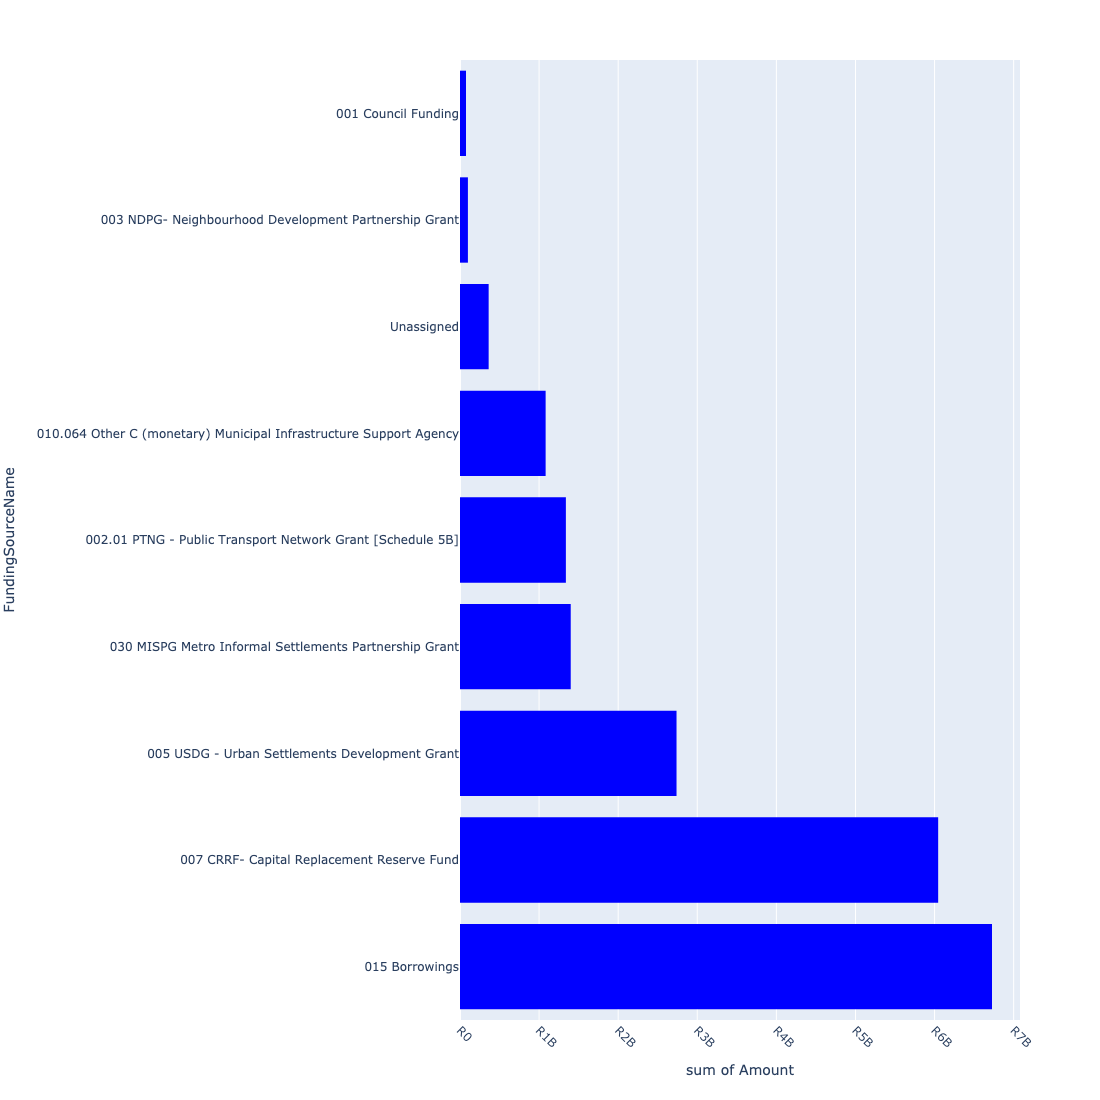 001 Council Funding
003 NDPG- Neighbourhood Development Partnership Grant
Unassigned
010.064 Other C (monetary) Municipal Infrastructure Support Agency
002.01 PTNG - Public Transport Network Grant [Schedule 5B]
030 MISPG Metro Informal Settlements Partnership Grant
005 USDG - Urban Settlements Development Grant
007 CRRF- Capital Replacement Reserve Fund
015 Borrowings
FundingSourceName
R0
R1B
R2B
R3B
R4B
R5B
R6B
R7B
sum of Amount